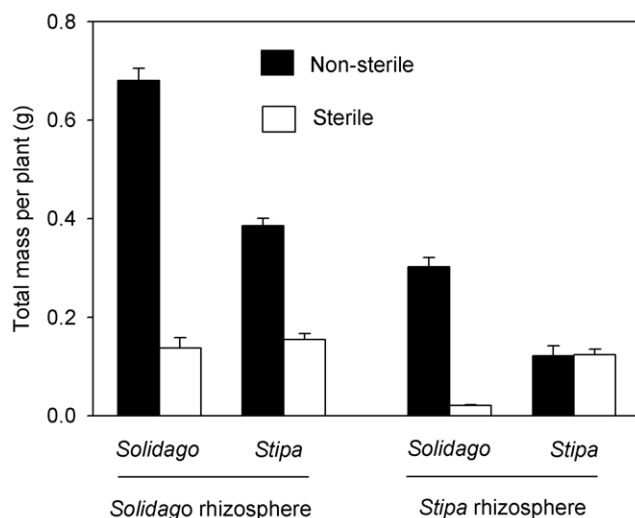 0.8
Non-sterile
Sterile
0.6
0.4
0.2
0.0
Total mass per plant (g)
Solidago Stipa Solidago Stipa
Solidago rhizosphere Stipa rhizosphere